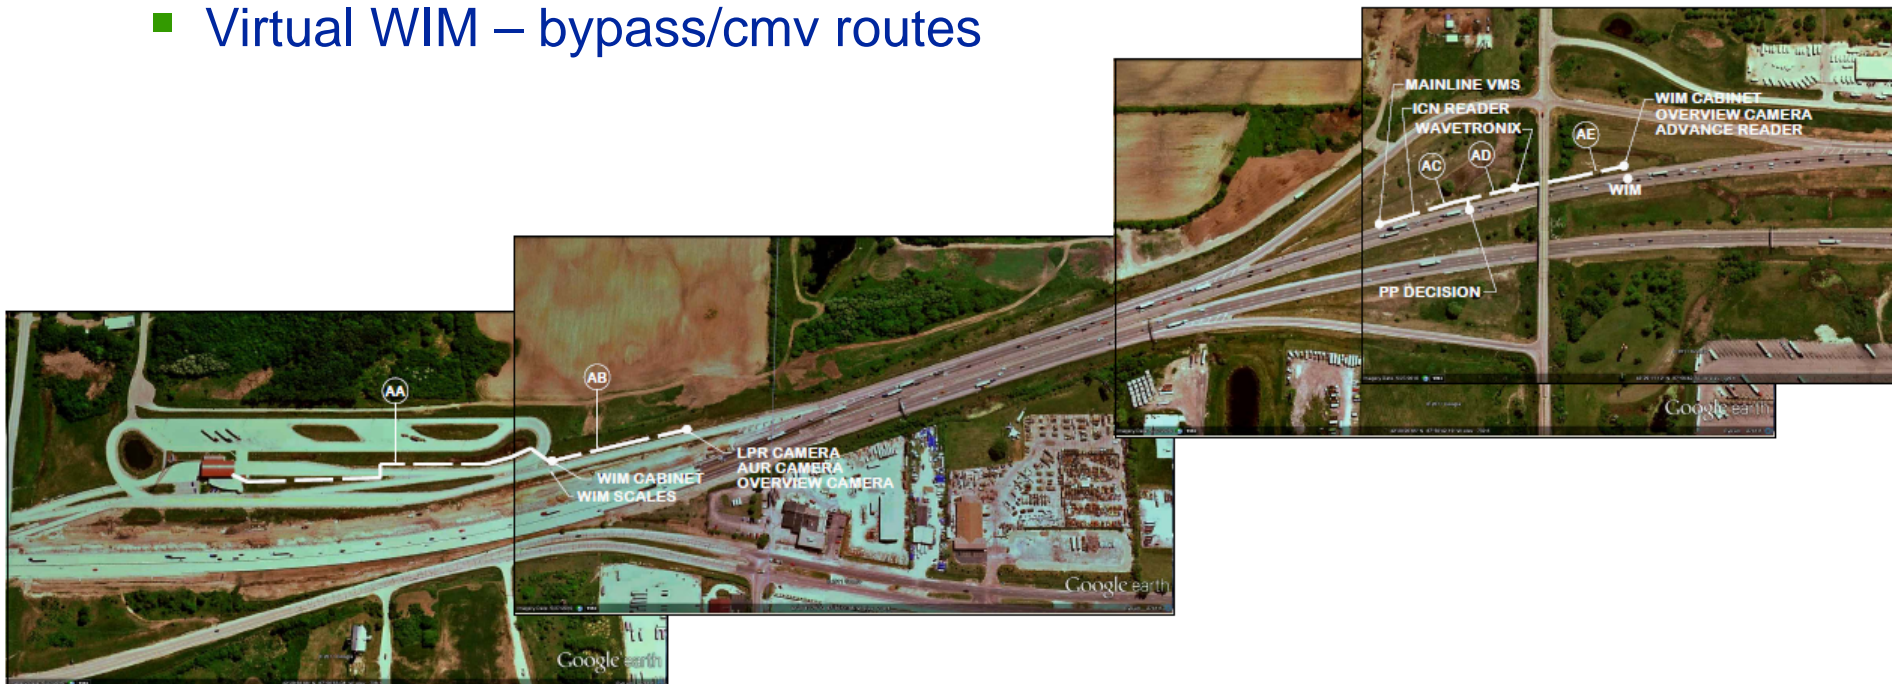 Virtual WIM – bypass/cmv routes
MAINLINE VMS
ICN READER
WAVETRONIX
AC
AD
AE
WIM CABINET
OVERVIEW CAMERA
ADVANCE READER
WIM
PP DECISION
Google earth
AA
AB
LPR CAMERA
AUR CAMERA
OVERVIEW CAMERA
WIM CABINET
WIM SCALES
Google earth
Google earth